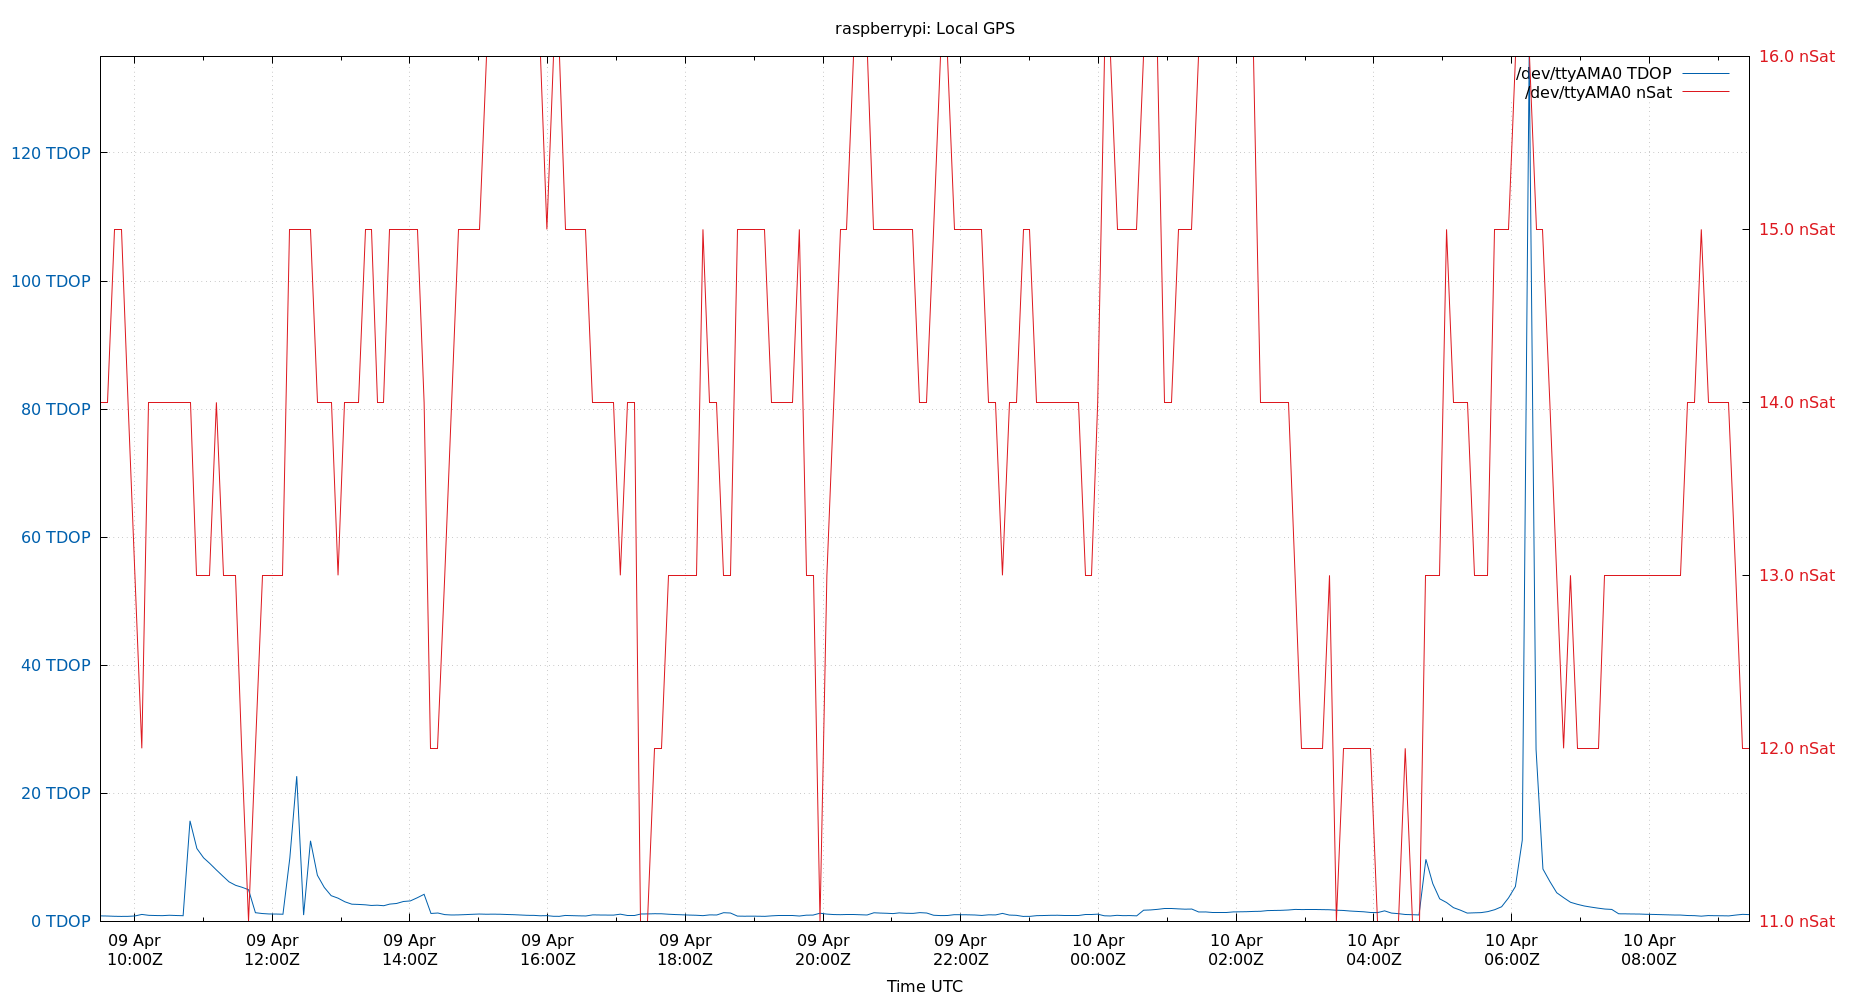 raspberrypi: Local GPS
/dev/ttyAMA0 TDOP
/dev/ttyAMA0 nSat
120 TDOP
100 TDOP
80 TDOP
60 TDOP
40 TDOP
20 TDOP
0 TDOP
16.0 nSat
15.0 nSat
14.0 nSat
13.0 nSat
12.0 nSat
11.0 nSat
09 Apr
10:00Z
09 Apr
12:00Z
09 Apr
14:00Z
09 Apr
16:00Z
09 Apr
18:00Z
09 Apr
20:00Z
09 Apr
22:00Z
10 Apr
00:00Z
10 Apr
02:00Z
10 Apr
04:00Z
10 Apr
06:00Z
10 Apr
08:00Z
Time UTC